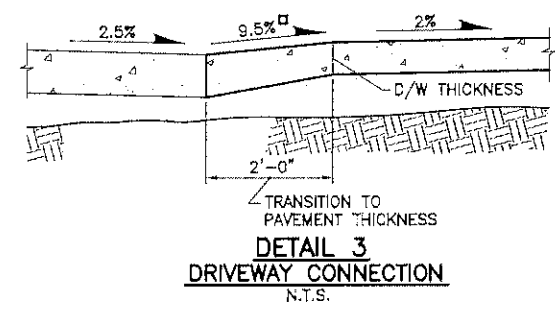 2.5%
9.5%¤
2%
D/W THICKNESS
2'-0"
TRANSITION TO
PAVEMENT THICKNESS
DETAIL 3
DRIVEWAY CONNECTION
N.T.S.